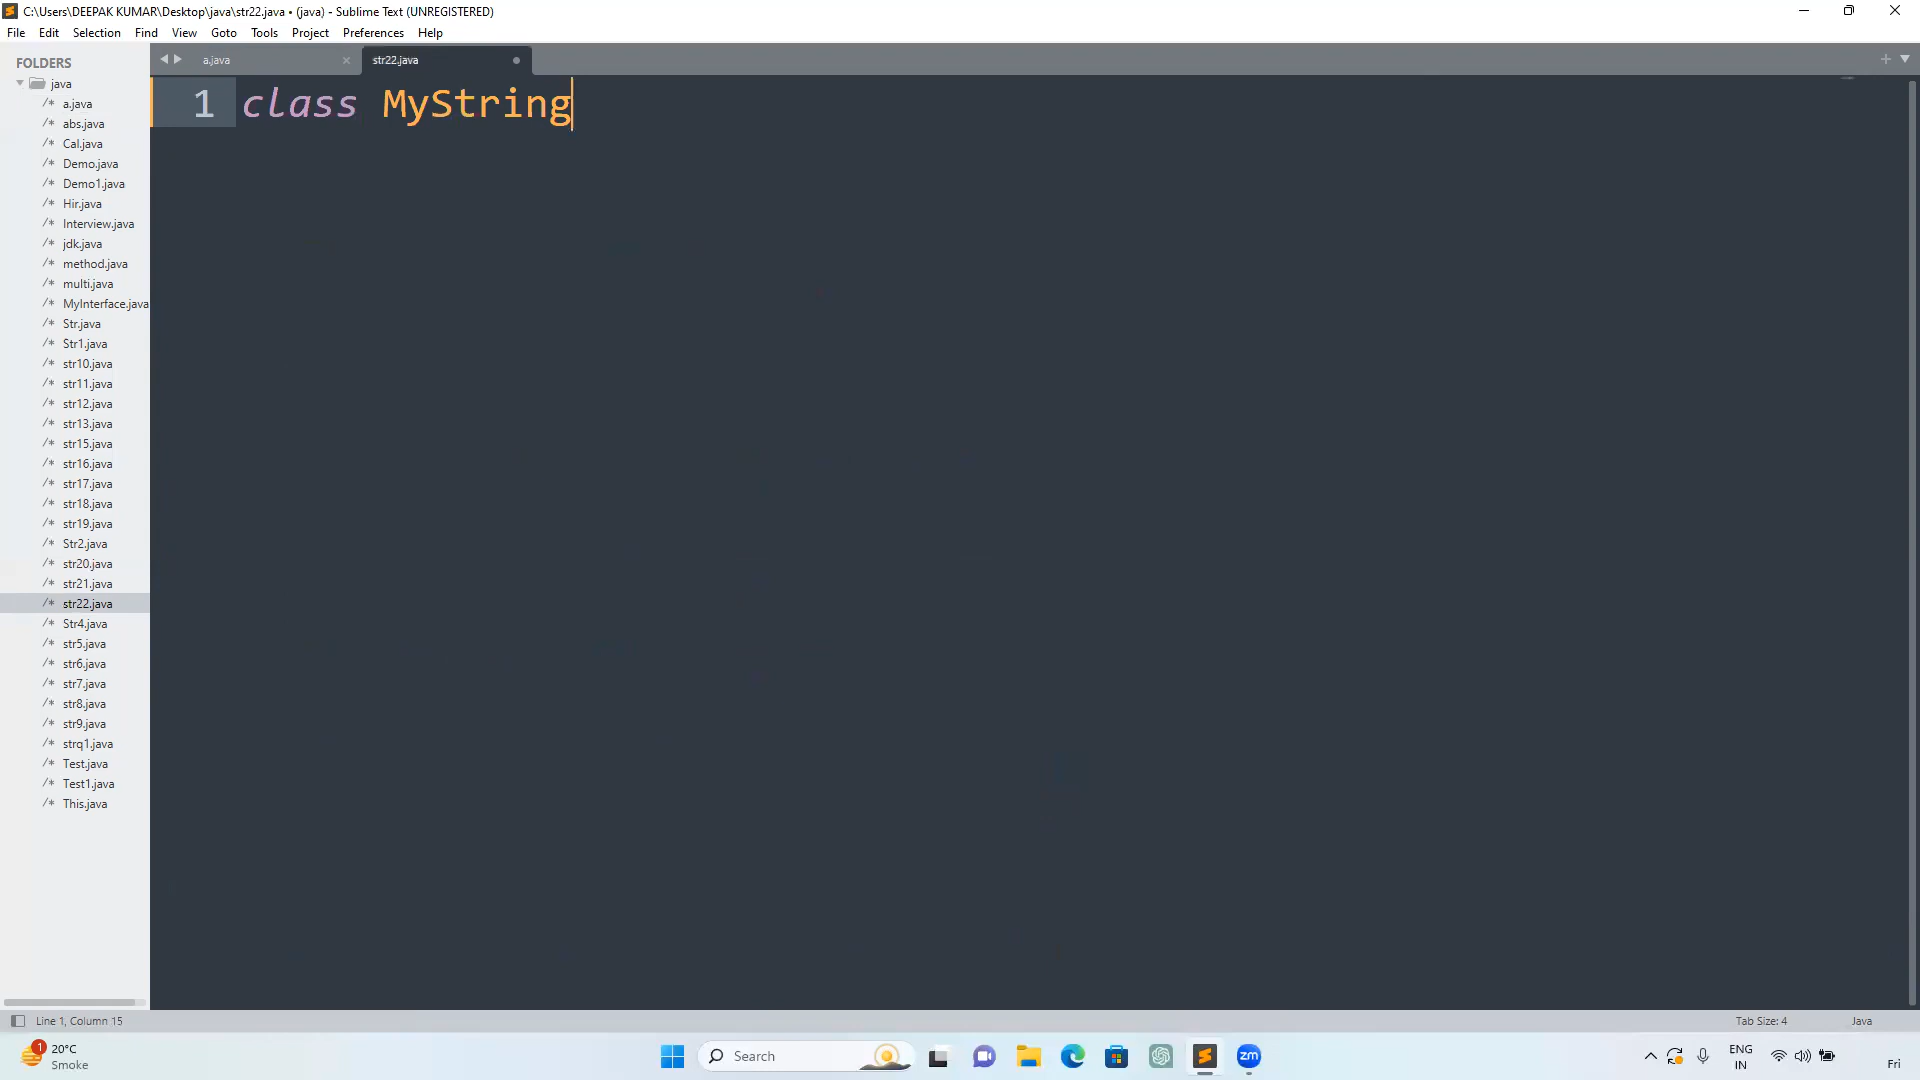 C:\Users\DEEPAK KUMAR\Desktop\java\str22.java • (java) - Sublime Text (UNREGISTERED)
File Edit Selection Find View Goto Tools Project Preferences Help
FOLDERS
java
/* a.java
/* abs.java
/* Cal.java
/* Demo.java
/* Demo1.java
/* Hir.java
/* Interview.java
/* jdk.java
/* method.java
/* multi.java
/* MyInterface.java
/* Str.java
/* Str1.java
/* str10.java
/* str11.java
/* str12.java
/* str13.java
/* str15.java
/* str16.java
/* str17.java
/* str18.java
/* str19.java
/* Str2.java
/* str20.java
/* str21.java
/* str22.java
/* Str4.java
/* str5.java
/* str6.java
/* str7.java
/* str8.java
/* str9.java
/* strq1.java
/* Test.java
/* Test1.java
/* This.java
a.java str22.java
1 class MyString
Line 1, Column 15 Tab Size: 4 Java
1
20°C
Smoke
Search
zm
ENG
IN
Fri